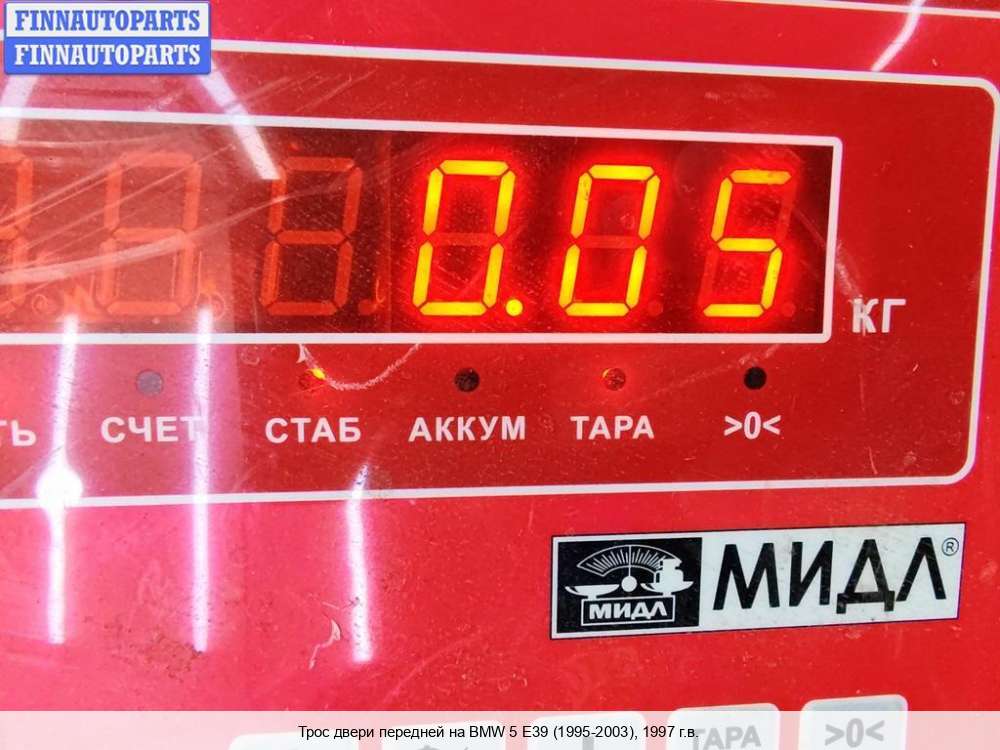 FINNAUTOPARTS
FINNAUTOPARTS
0.05
КГ
ТЬ СЧЕТ СТАБ АККУМ ТАРА >0<
МИДЛ МИДЛ®
ТАРА >0<
Трос двери передней на BMW 5 E39 (1995-2003), 1997 г.в.